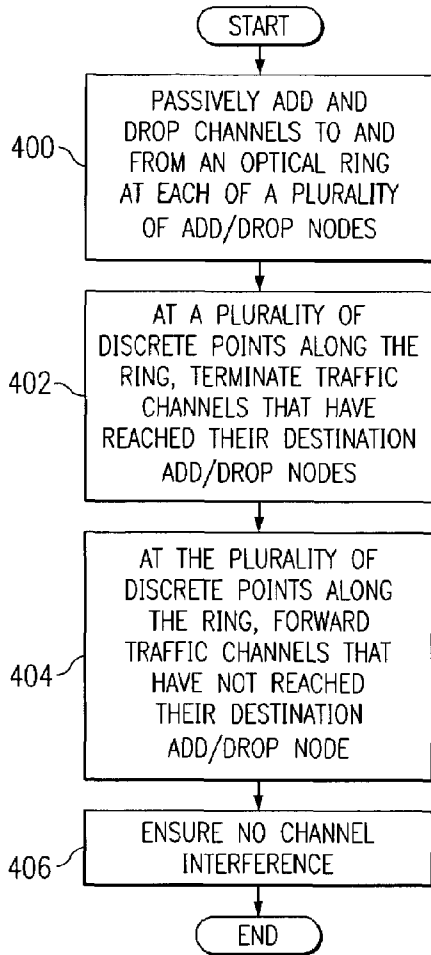 START
400
PASSIVELY ADD AND
DROP CHANNELS TO AND
FROM AN OPTICAL RING
AT EACH OF A PLURALITY
OF ADD/DROP NODES
402
AT A PLURALITY OF
DISCRETE POINTS ALONG THE
RING, TERMINATE TRAFFIC
CHANNELS THAT HAVE
REACHED THEIR DESTINATION
ADD/DROP NODES
404
AT THE PLURALITY OF
DISCRETE POINTS ALONG
THE RING, FORWARD
TRAFFIC CHANNELS THAT
HAVE NOT REACHED
THEIR DESTINATION
ADD/DROP NODE
406
ENSURE NO CHANNEL
INTERFERENCE
END